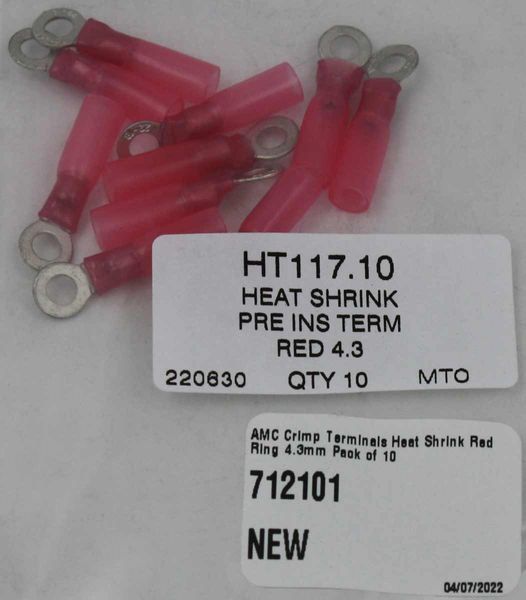 HT117.10
HEAT SHRINK
PRE INS TERM
RED 4.3
220630 QTY 10 MTO
AMC Crimp Terminals Heat Shrink Red
Ring 4.3mm Pack of 10
712101
NEW
04/07/2022